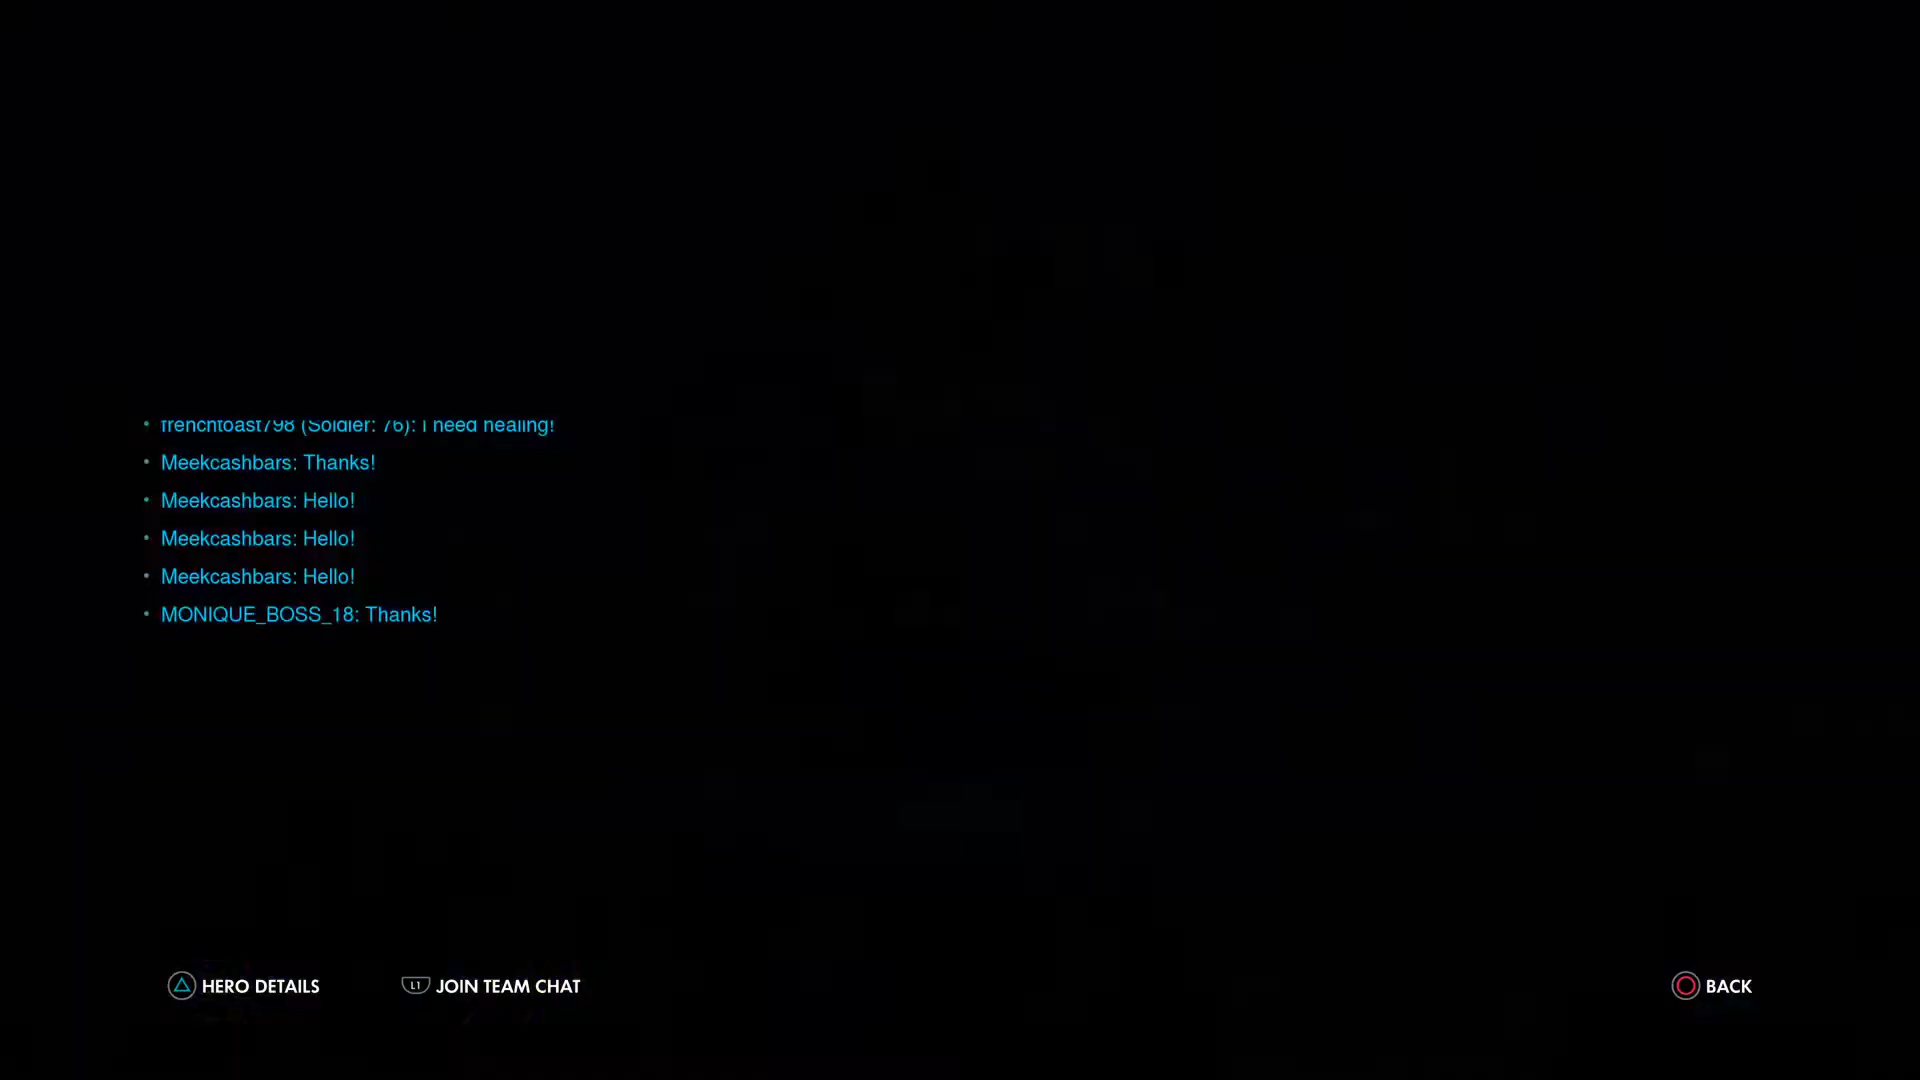 frenchtoast798 (Soldier: 76): I need healing!
Meekcashbars: Thanks!
Meekcashbars: Hello!
Meekcashbars: Hello!
Meekcashbars: Hello!
MONIQUE_BOSS_18: Thanks!
HERO DETAILS
L1 JOIN TEAM CHAT
BACK